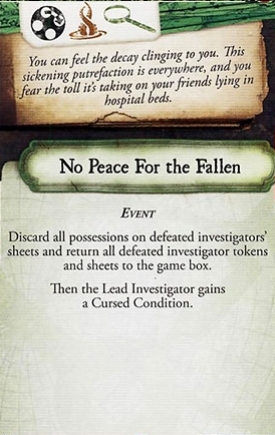 You can feel the decay clinging to you. This
sickening putrefaction is everywhere, and you
fear the toll it's taking on your friends lying in
hospital beds.
No Peace For the Fallen
EVENT
Discard all possessions on defeated investigators'
sheets and return all defeated investigator tokens
and sheets to the game box.
Then the Lead Investigator gains
a Cursed Condition.